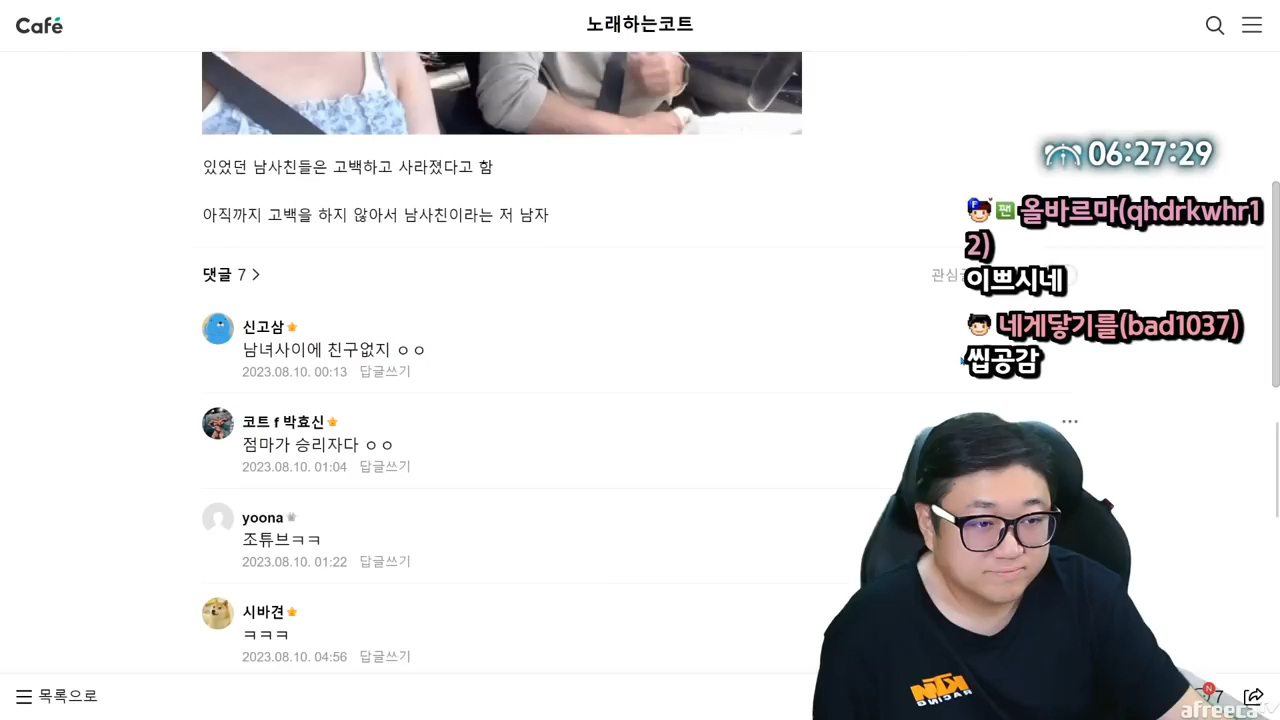 Café
노래하는코트
06:27:29
있었던 남사친들은 고백하고 사라졌다고 함
아직까지 고백을 하지 않아서 남사친이라는 저 남자
팬 올바르마(qhdrkwhr1
2)
이쁘시네
네게닿기를(bad1037)
씹공감
댓글 7
관심
신고삼
남녀사이에 친구없지 ㅇㅇ
2023.08.10. 00:13 답글쓰기
코트 f 박효신
점마가 승리자다 ㅇㅇ
2023.08.10. 01:04 답글쓰기
yoona
조튜브ㅋㅋ
2023.08.10. 01:22 답글쓰기
시바견
ㅋㅋㅋ
2023.08.10. 04:56 답글쓰기
KTM
RACING
목록으로
N
7
afreecaTV